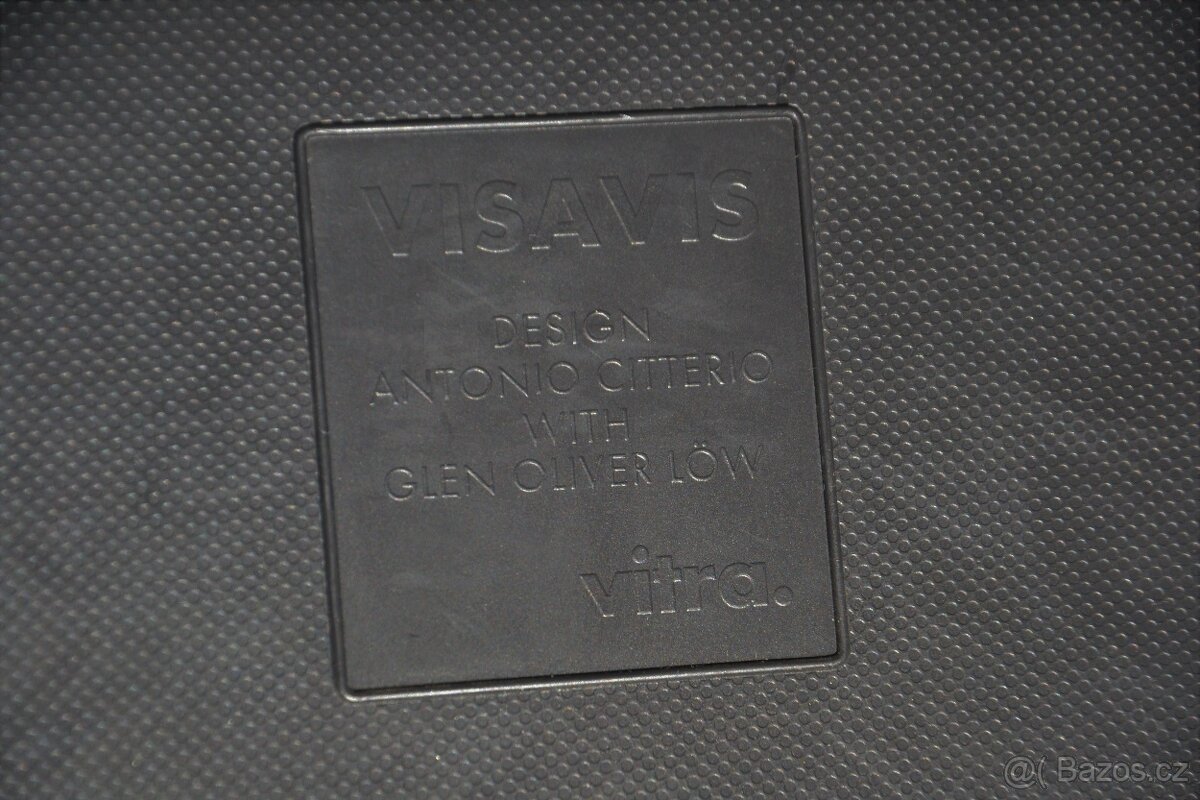 VISAVIS
DESIGN
ANTONIO CITTERIO
WITH
GLEN OLIVER LÖW
vitra.
@( Bazos.cz